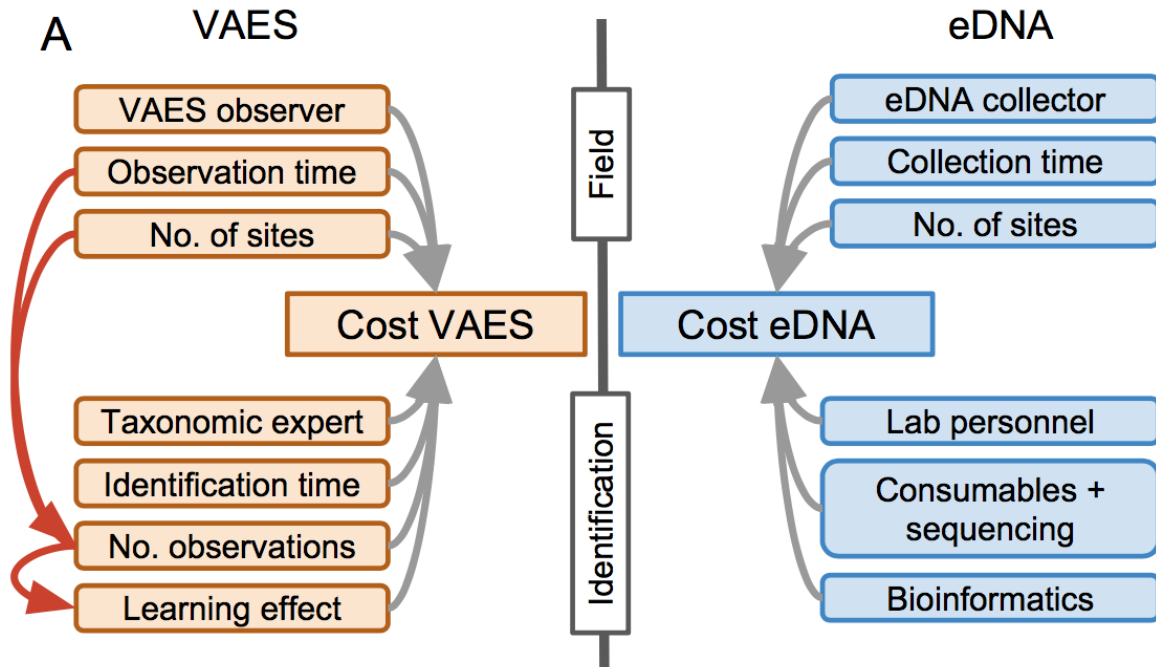 A
VAES
eDNA
VAES observer
Observation time
No. of sites
Cost VAES
Taxonomic expert
Identification time
No. observations
Learning effect
Field
Identification
eDNA collector
Collection time
No. of sites
Cost eDNA
Lab personnel
Consumables +
sequencing
Bioinformatics